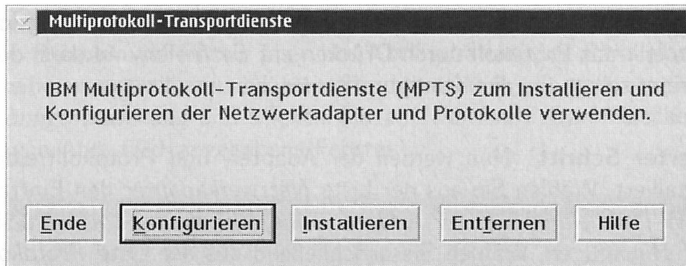 Multiprotokoll-Transportdienste
IBM Multiprotokoll-Transportdienste (MPTS) zum Installieren und
Konfigurieren der Netzwerkadapter und Protokolle verwenden.
Ende Konfigurieren Installieren Entfernen Hilfe